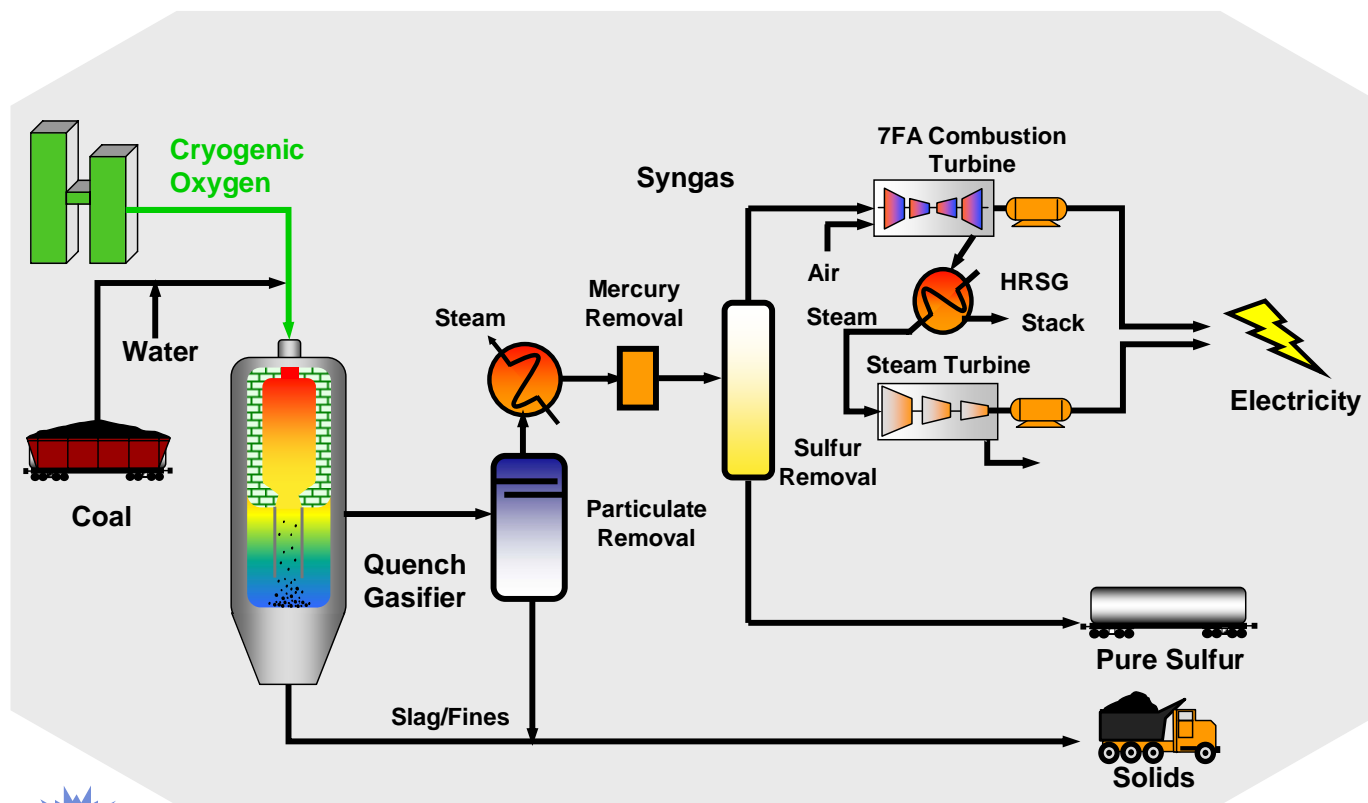 Cryogenic
Oxygen
7FA Combustion
Turbine
Syngas
Air
HRSG
Steam
Stack
Mercury
Removal
Steam
Water
Steam Turbine
Electricity
Coal
Sulfur
Removal
Particulate
Removal
Quench
Gasifier
Pure Sulfur
Slag/Fines
Solids